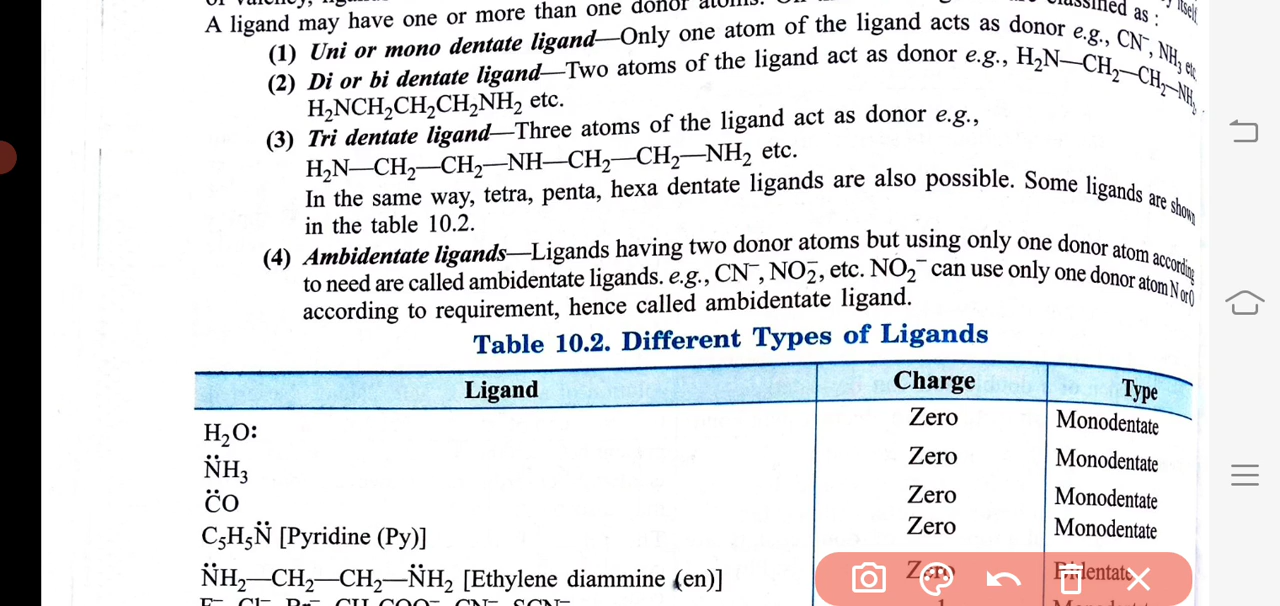 A ligand may have one or more than one donor
(1) Uni or mono dentate ligand—Only one atom of the ligand acts as donor e.g., CN⁻, NH₃ etc
(2) Di or bi dentate ligand—Two atoms of the ligand act as donor e.g., H₂N—CH₂—CH₂—NH₂
H₂NCH₂CH₂CH₂NH₂ etc.
(3) Tri dentate ligand—Three atoms of the ligand act as donor e.g.,
H₂N—CH₂—CH₂—NH—CH₂—CH₂—NH₂ etc.
In the same way, tetra, penta, hexa dentate ligands are also possible. Some ligands are shown
in the table 10.2.
(4) Ambidentate ligands—Ligands having two donor atoms but using only one donor atom according
to need are called ambidentate ligands. e.g., CN⁻, NO₂⁻, etc. NO₂⁻ can use only one donor atom N or O
according to requirement, hence called ambidentate ligand.
Table 10.2. Different Types of Ligands
Ligand Charge Type
H₂O: Zero Monodentate
N̈H₃ Zero Monodentate
C̈O Zero Monodentate
C₅H₅N̈ [Pyridine (Py)] Zero Monodentate
N̈H₂—CH₂—CH₂—N̈H₂ [Ethylene diammine (en)] Zero